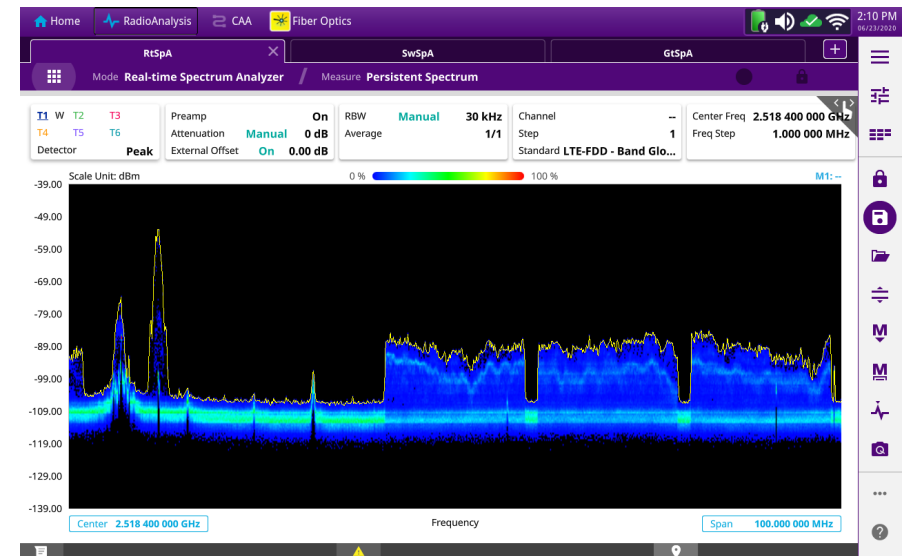 Home RadioAnalysis CAA Fiber Optics 2:10 PM
06/23/2020
RtSpA SwSpA GtSpA
Mode Real-time Spectrum Analyzer / Measure Persistent Spectrum
T1 W T2 T3
T4 T5 T6
Detector Peak
Preamp On
Attenuation Manual 0 dB
External Offset On 0.00 dB
RBW Manual 30 kHz
Average 1/1
Channel --
Step 1
Standard LTE-FDD - Band Glo...
Center Freq 2.518 400 000 GHz
Freq Step 1.000 000 MHz
Scale Unit: dBm 0 % 100 % M1: --
-39.00
-49.00
-59.00
-69.00
-79.00
-89.00
-99.00
-109.00
-119.00
-129.00
-139.00
Center 2.518 400 000 GHz Frequency Span 100.000 000 MHz